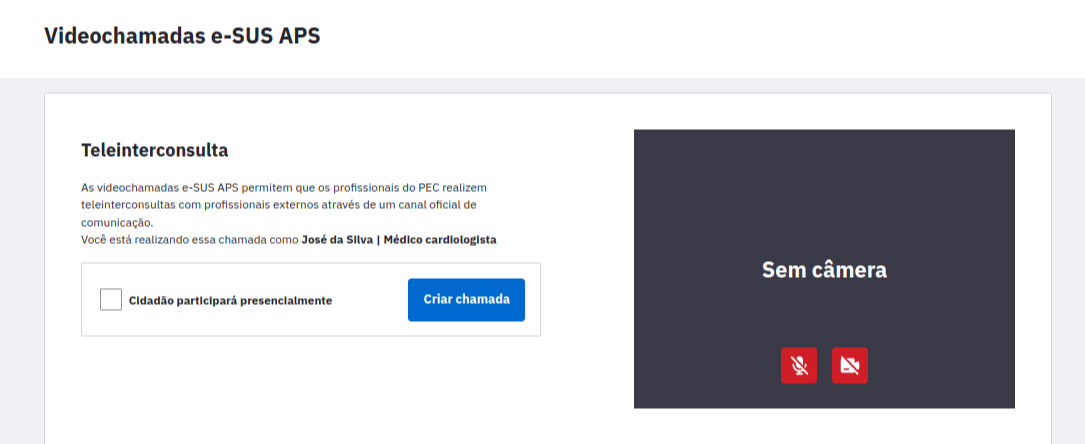 Videochamadas e-SUS APS
Teleinterconsulta
As videochamadas e-SUS APS permitem que os profissionais do PEC realizem
teleinterconsultas com profissionais externos através de um canal oficial de
comunicação.
Você está realizando essa chamada como José da Silva | Médico cardiologista
Cidadão participará presencialmente
Criar chamada
Sem câmera